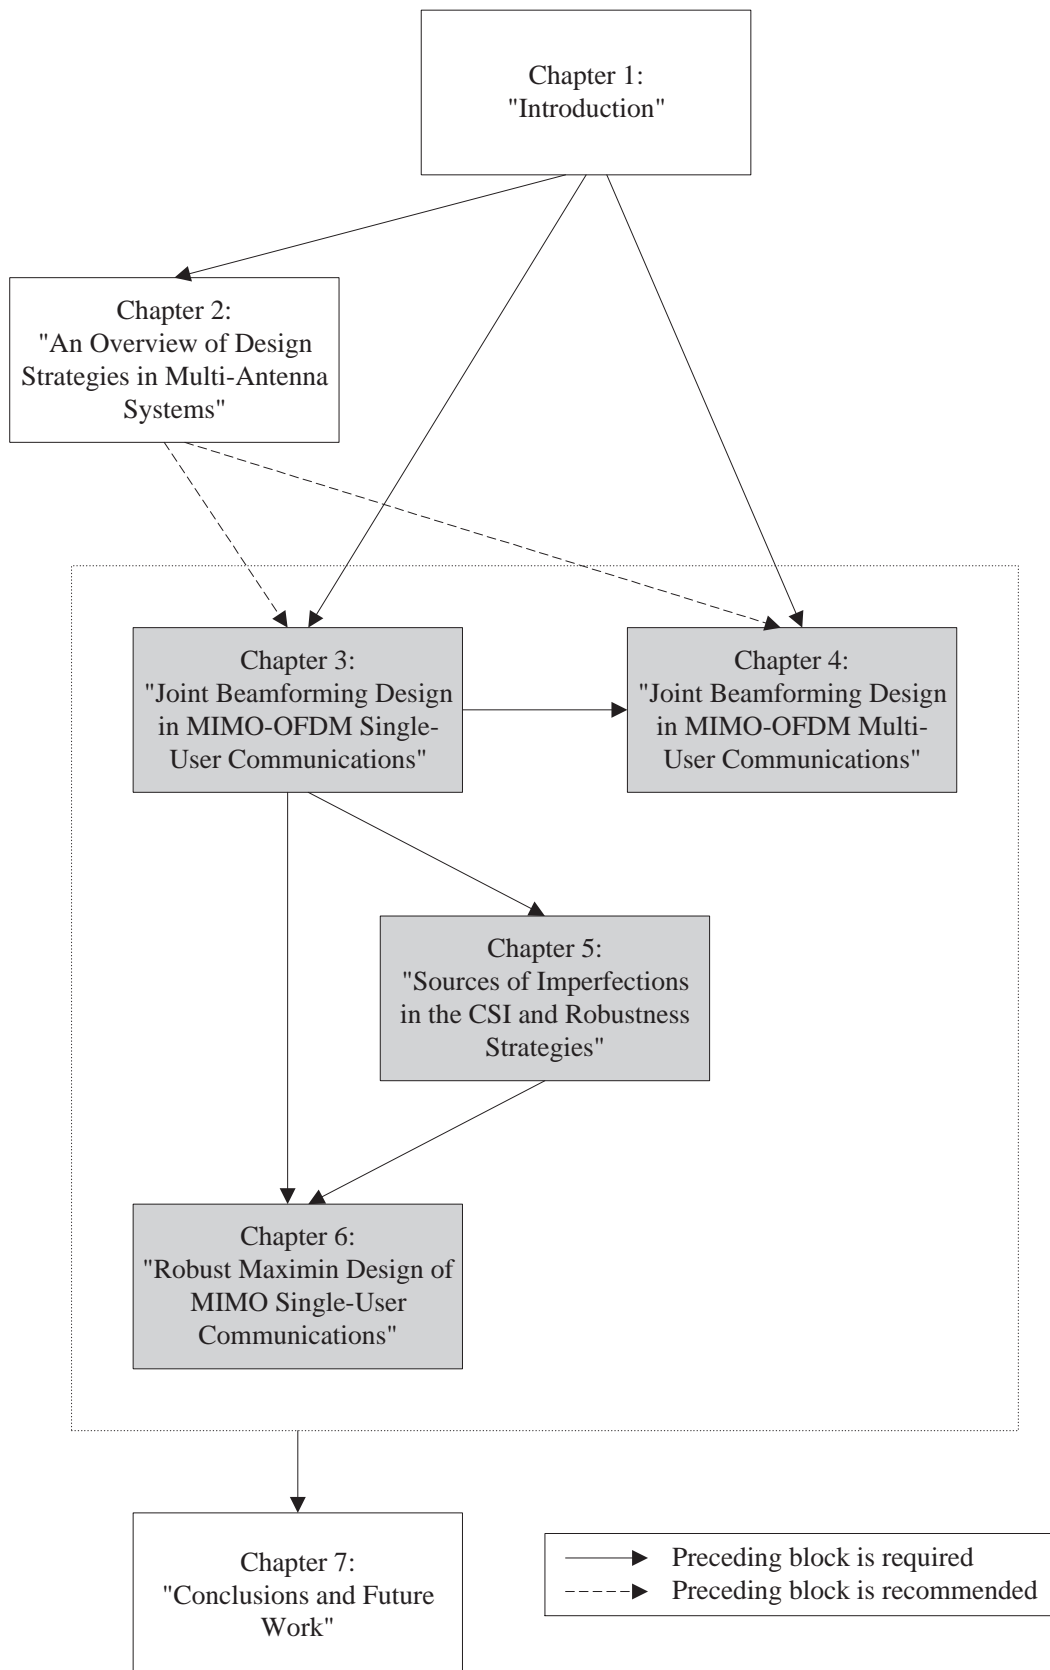 Chapter 1:
"Introduction"
Chapter 2:
"An Overview of Design
Strategies in Multi-Antenna
Systems"
Chapter 3:
"Joint Beamforming Design
in MIMO-OFDM Single-
User Communications"
Chapter 4:
"Joint Beamforming Design
in MIMO-OFDM Multi-
User Communications"
Chapter 5:
"Sources of Imperfections
in the CSI and Robustness
Strategies"
Chapter 6:
"Robust Maximin Design of
MIMO Single-User
Communications"
Chapter 7:
"Conclusions and Future
Work"
Preceding block is required
Preceding block is recommended